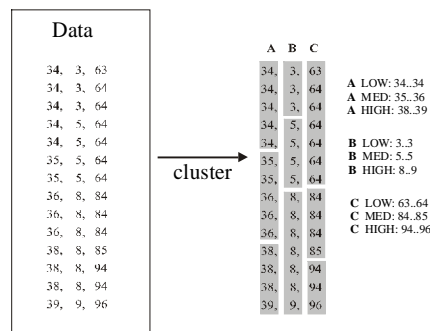 Data
34, 3, 63
34, 3, 64
34, 3, 64
34, 5, 64
34, 5, 64
35, 5, 64
35, 5, 64
36, 8, 84
36, 8, 84
36, 8, 84
38, 8, 85
38, 8, 94
38, 8, 94
39, 9, 96
cluster
A B C
34, 3, 63
34, 3, 64
34, 3, 64
34, 5, 64
34, 5, 64
35, 5, 64
35, 5, 64
36, 8, 84
36, 8, 84
36, 8, 84
38, 8, 85
38, 8, 94
38, 8, 94
39, 9, 96
A LOW: 34..34
A MED: 35..36
A HIGH: 38..39
B LOW: 3..3
B MED: 5..5
B HIGH: 8..9
C LOW: 63..64
C MED: 84..85
C HIGH: 94..96